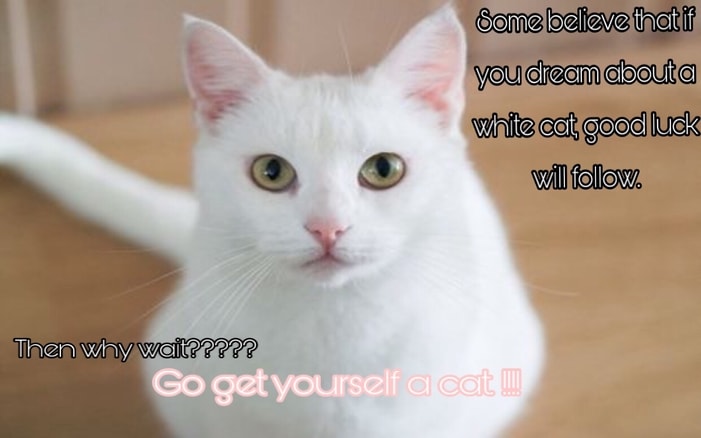 Some believe that if
you dream about a
white cat, good luck
will follow.
Then why wait?????
Go get yourself a cat !!!!